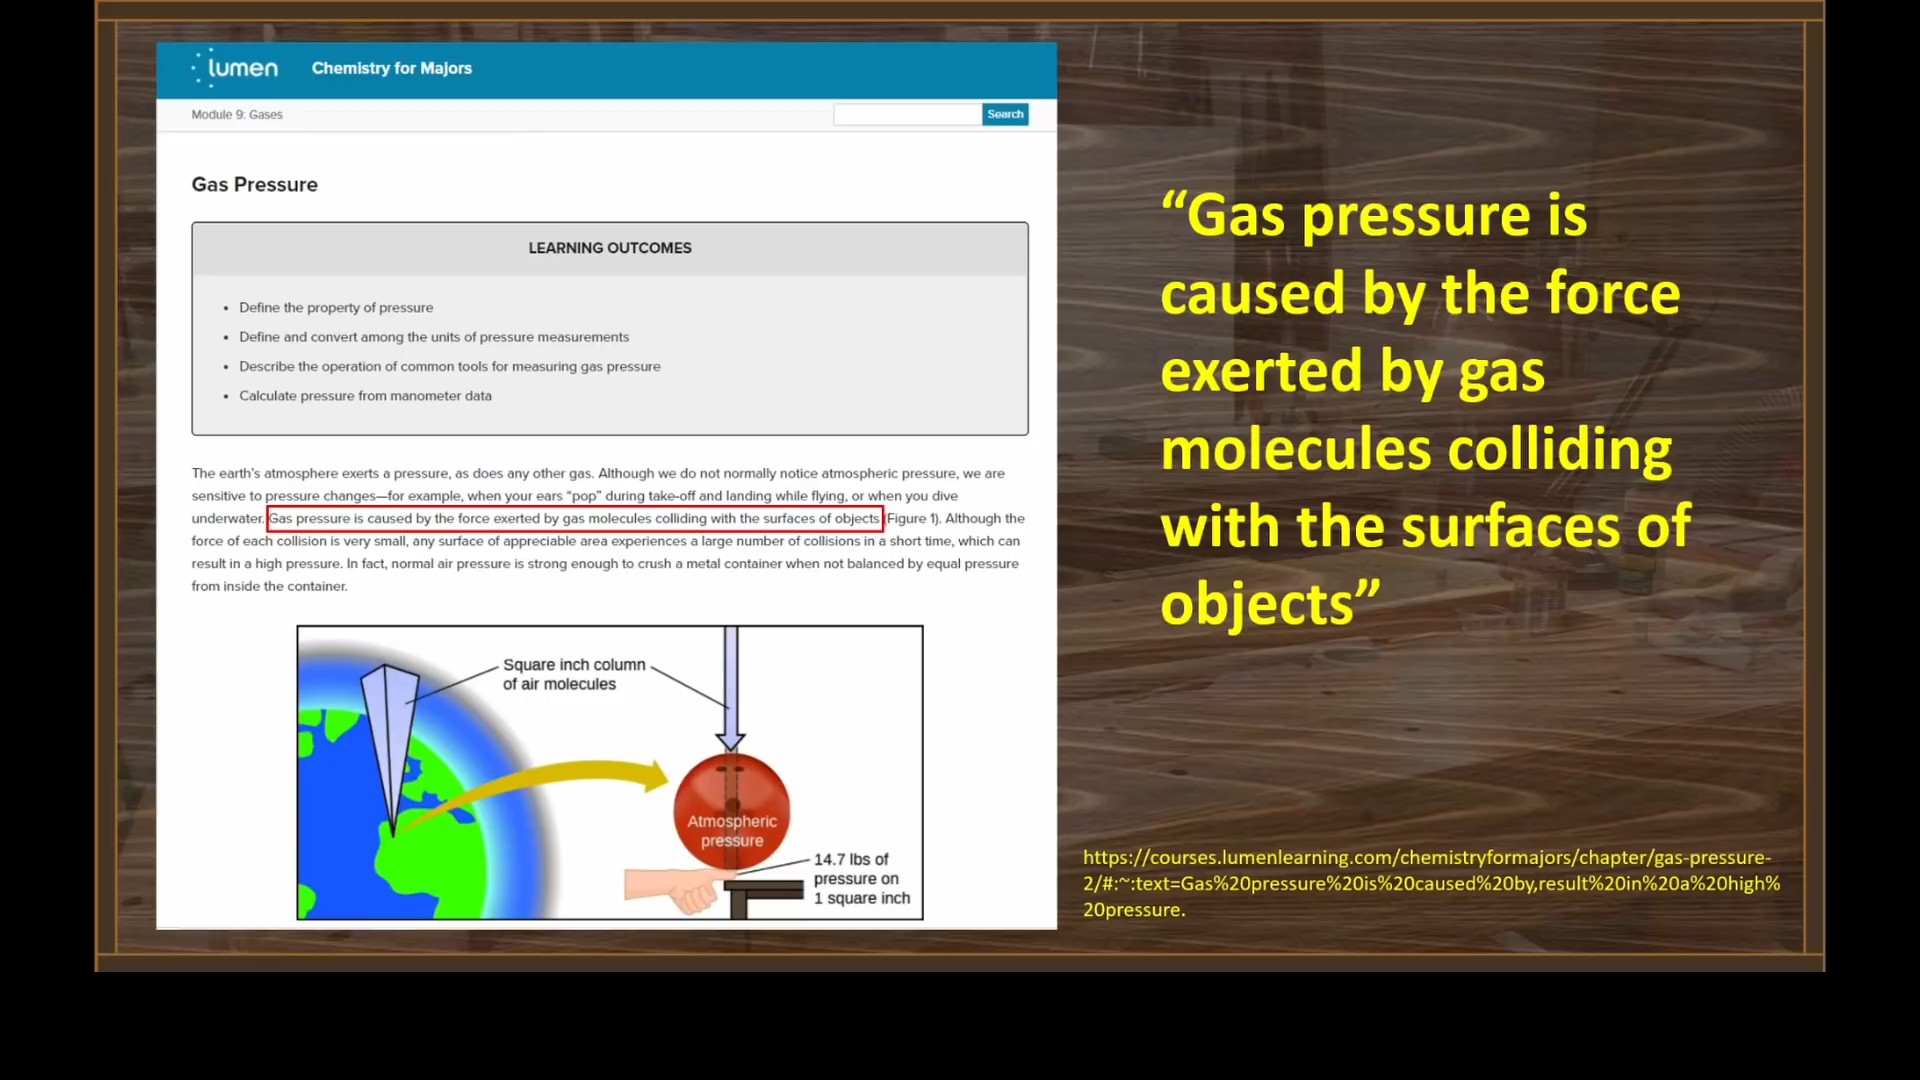 lumen
Chemistry for Majors
Module 9: Gases
Search
Gas Pressure
LEARNING OUTCOMES
• Define the property of pressure
• Define and convert among the units of pressure measurements
• Describe the operation of common tools for measuring gas pressure
• Calculate pressure from manometer data
The earth's atmosphere exerts a pressure, as does any other gas. Although we do not normally notice atmospheric pressure, we are
sensitive to pressure changes—for example, when your ears “pop” during take-off and landing while flying, or when you dive
underwater. Gas pressure is caused by the force exerted by gas molecules colliding with the surfaces of objects (Figure 1). Although the
force of each collision is very small, any surface of appreciable area experiences a large number of collisions in a short time, which can
result in a high pressure. In fact, normal air pressure is strong enough to crush a metal container when not balanced by equal pressure
from inside the container.
Square inch column
of air molecules
Atmospheric
pressure
14.7 lbs of
pressure on
1 square inch
“Gas pressure is
caused by the force
exerted by gas
molecules colliding
with the surfaces of
objects”
https://courses.lumenlearning.com/chemistryformajors/chapter/gas-pressure-
2/#:~:text=Gas%20pressure%20is%20caused%20by,result%20in%20a%20high%
20pressure.